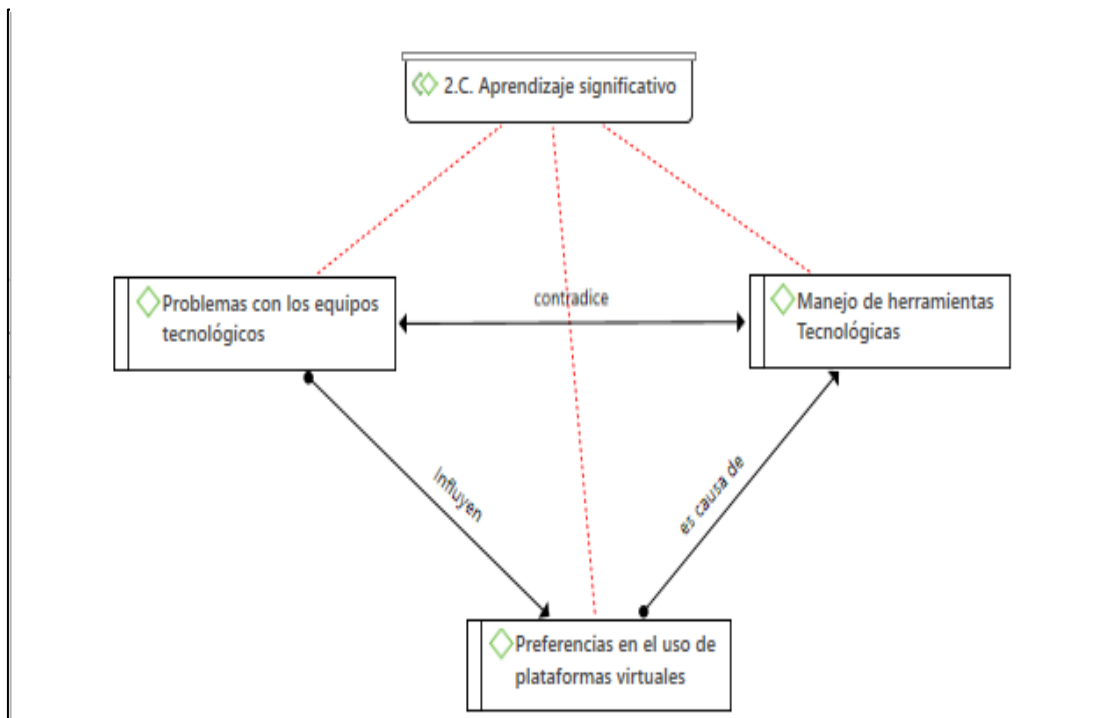 2.C. Aprendizaje significativo
Problemas con los equipos
tecnológicos
contradice
Manejo de herramientas
Tecnológicas
Influyen
es causa de
Preferencias en el uso de
plataformas virtuales